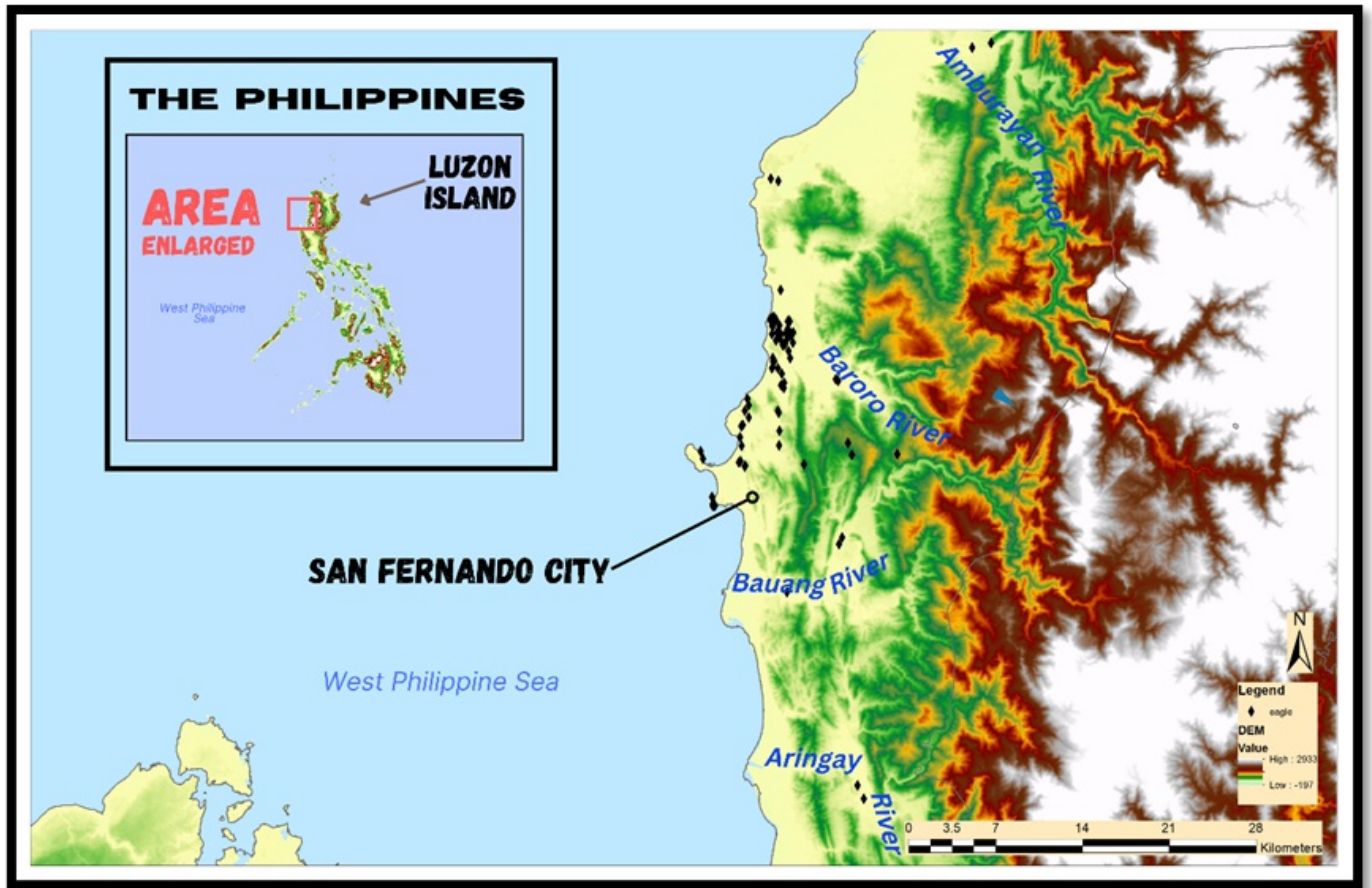 THE PHILIPPINES
LUZON
ISLAND
AREA
ENLARGED
West Philippine
Sea
Amburayan River
Baroro River
SAN FERNANDO CITY
Bauang River
West Philippine Sea
Aringay
River
N
Legend
eagle
DEM
Value
High : 2933
Low : -197
0 3.5 7 14 21 28
Kilometers